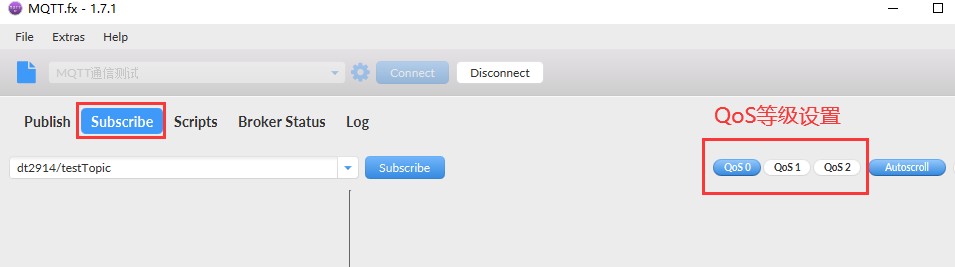 MQTT.fx - 1.7.1
File Extras Help
MQTT通信测试 Connect Disconnect
Publish Subscribe Scripts Broker Status Log
QoS等级设置
dt2914/testTopic Subscribe QoS 0 QoS 1 QoS 2 Autoscroll